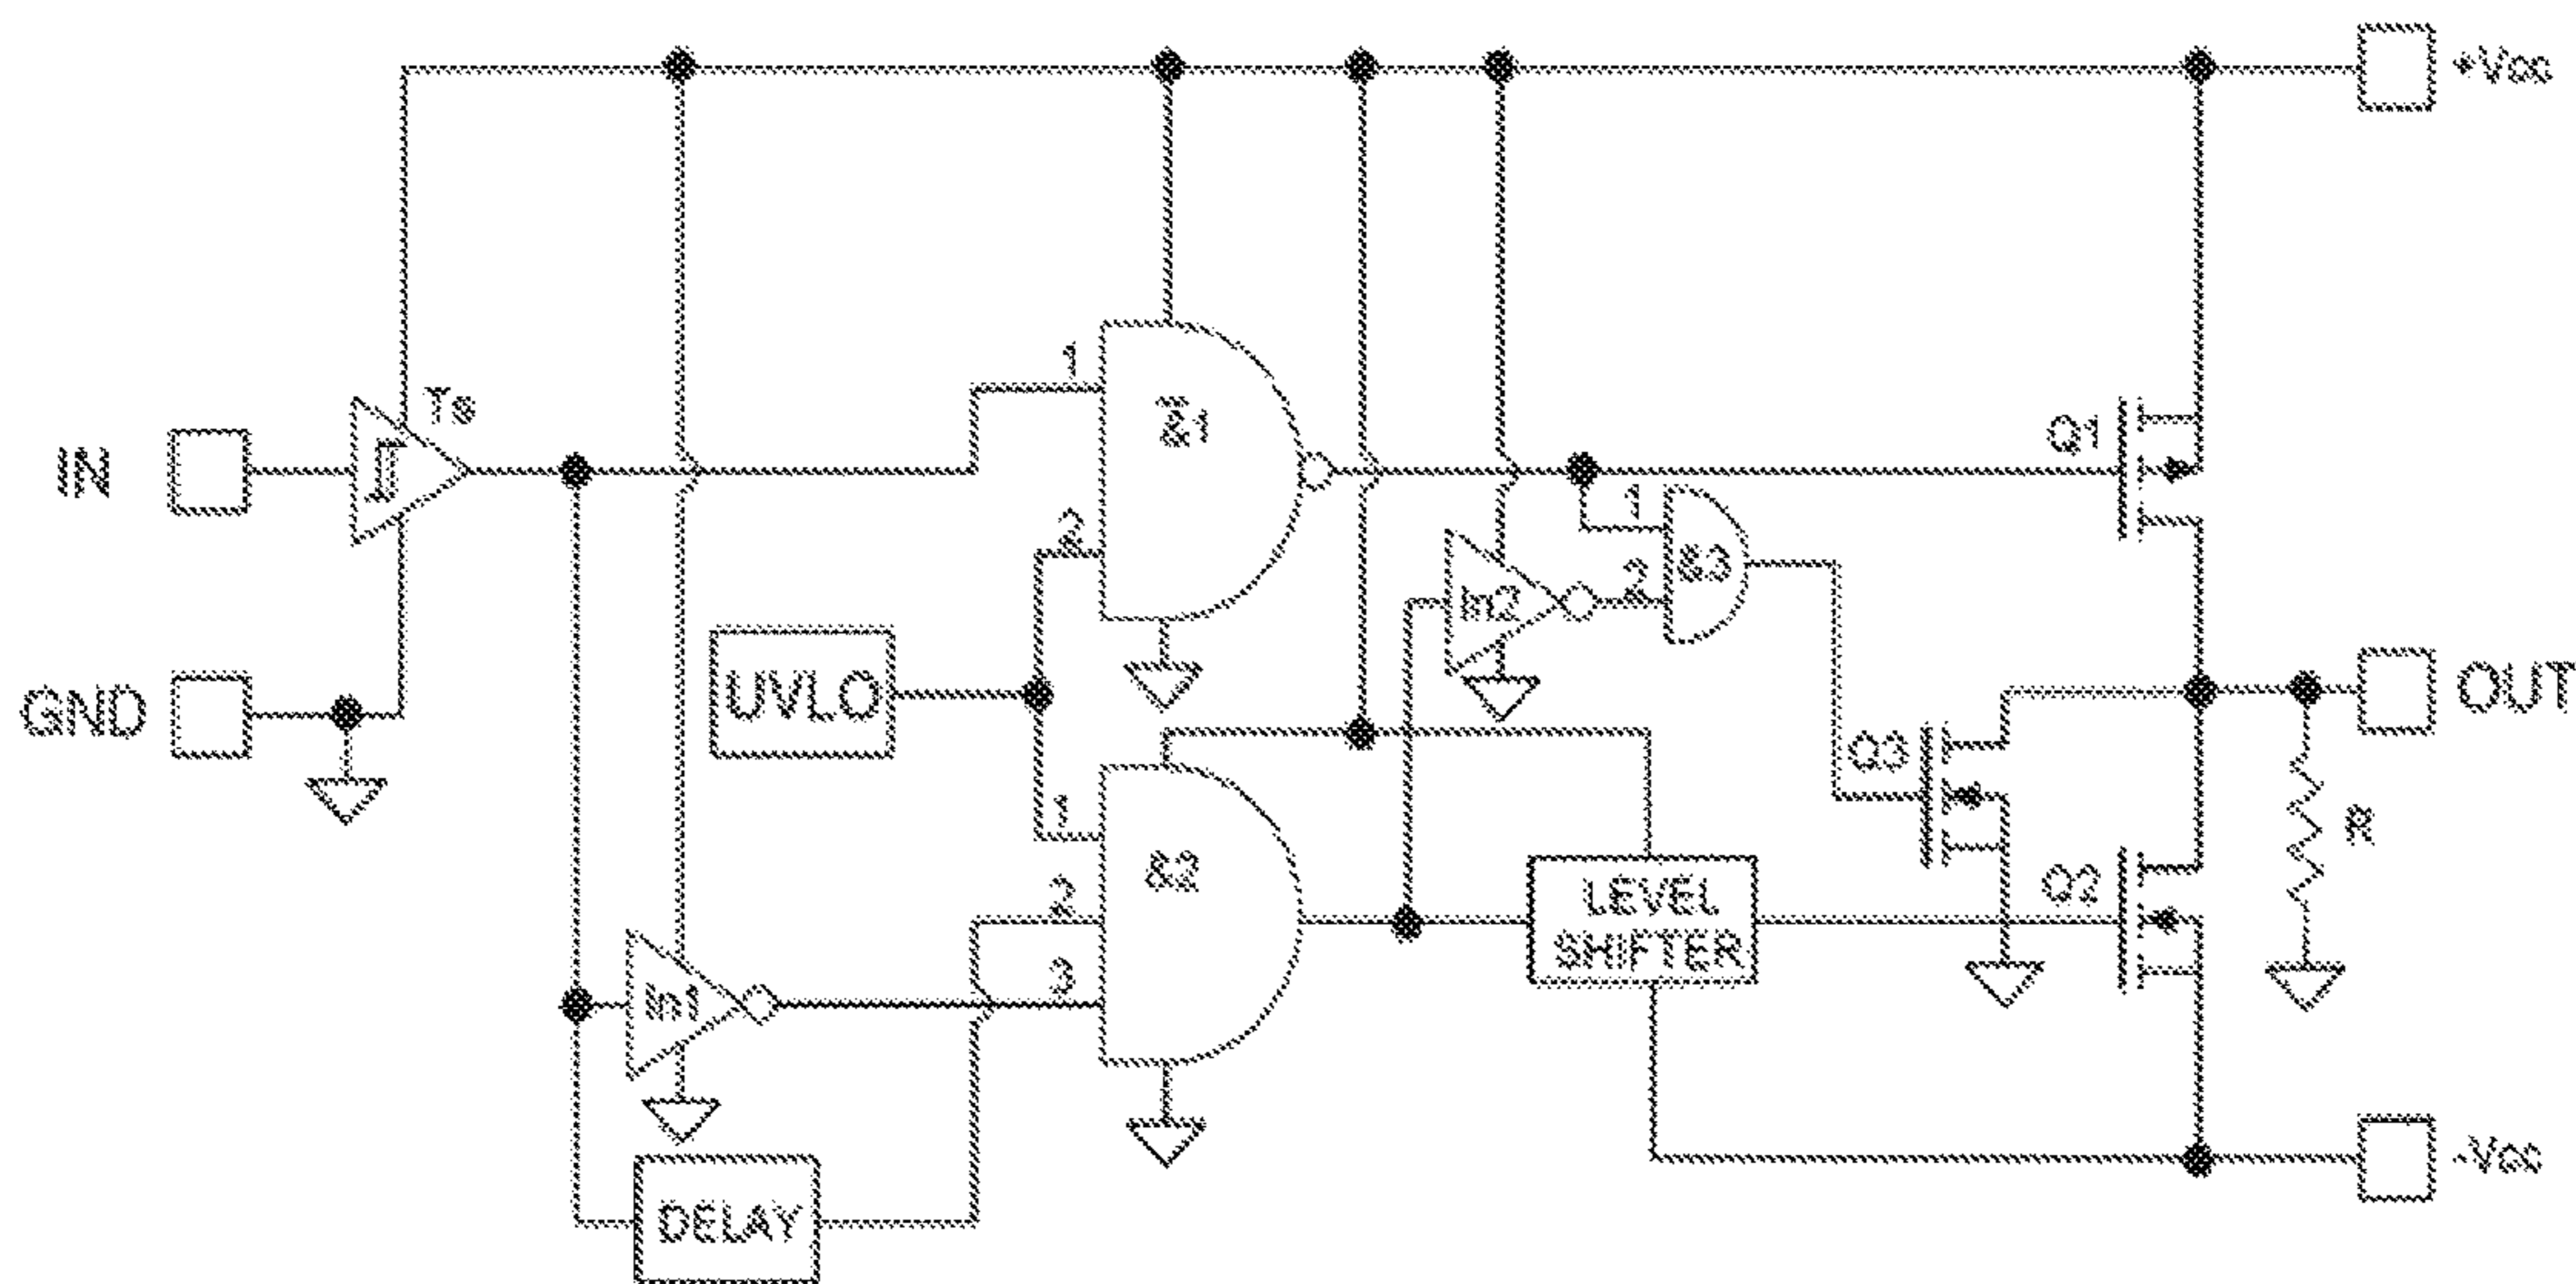 +Vcc
Ts
IN
1
&1
Q1
2
1
&3
2
In2
UVLO
GND
OUT
Q3
R
1
&2
2
3
LEVEL
SHIFTER
Q2
In1
DELAY
-Vcc